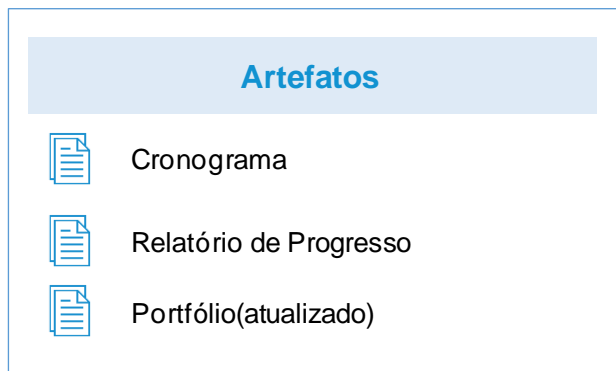 Artefatos
Cronograma
Relatório de Progresso
Portfólio(atualizado)